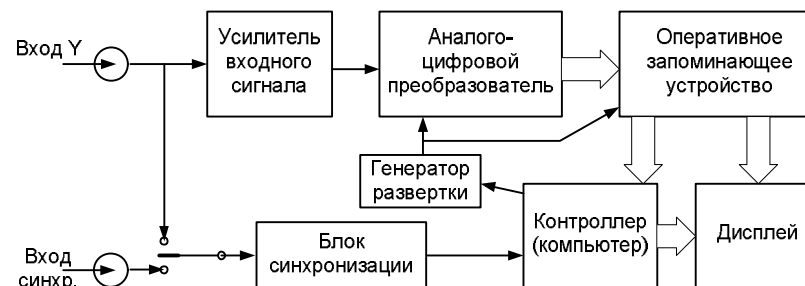 Вход Y
Усилитель
входного
сигнала
Аналого-
цифровой
преобразователь
Оперативное
запоминающее
устройство
Генератор
развертки
Вход
синхр.
Блок
синхронизации
Контроллер
(компьютер)
Дисплей